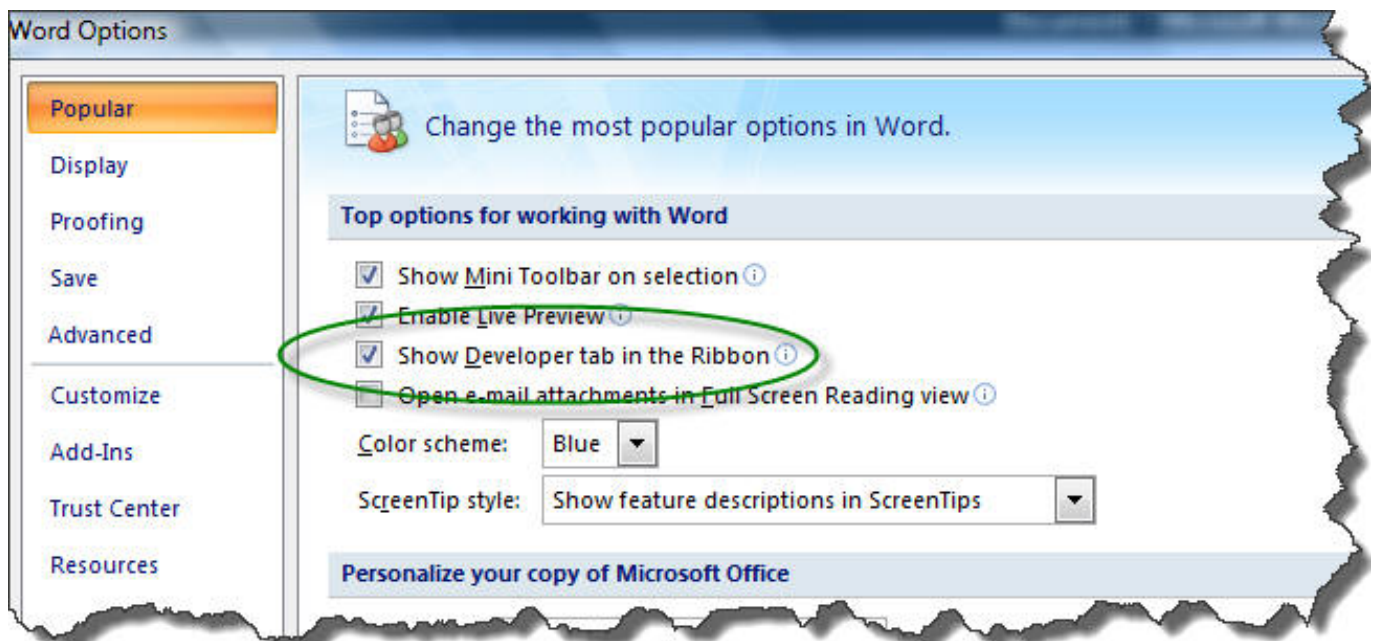 Word Options
Popular
Display
Proofing
Save
Advanced
Customize
Add-Ins
Trust Center
Resources
Change the most popular options in Word.
Top options for working with Word
Show Mini Toolbar on selection
Enable Live Preview
Show Developer tab in the Ribbon
Open e-mail attachments in Full Screen Reading view
Color scheme: Blue
ScreenTip style: Show feature descriptions in ScreenTips
Personalize your copy of Microsoft Office